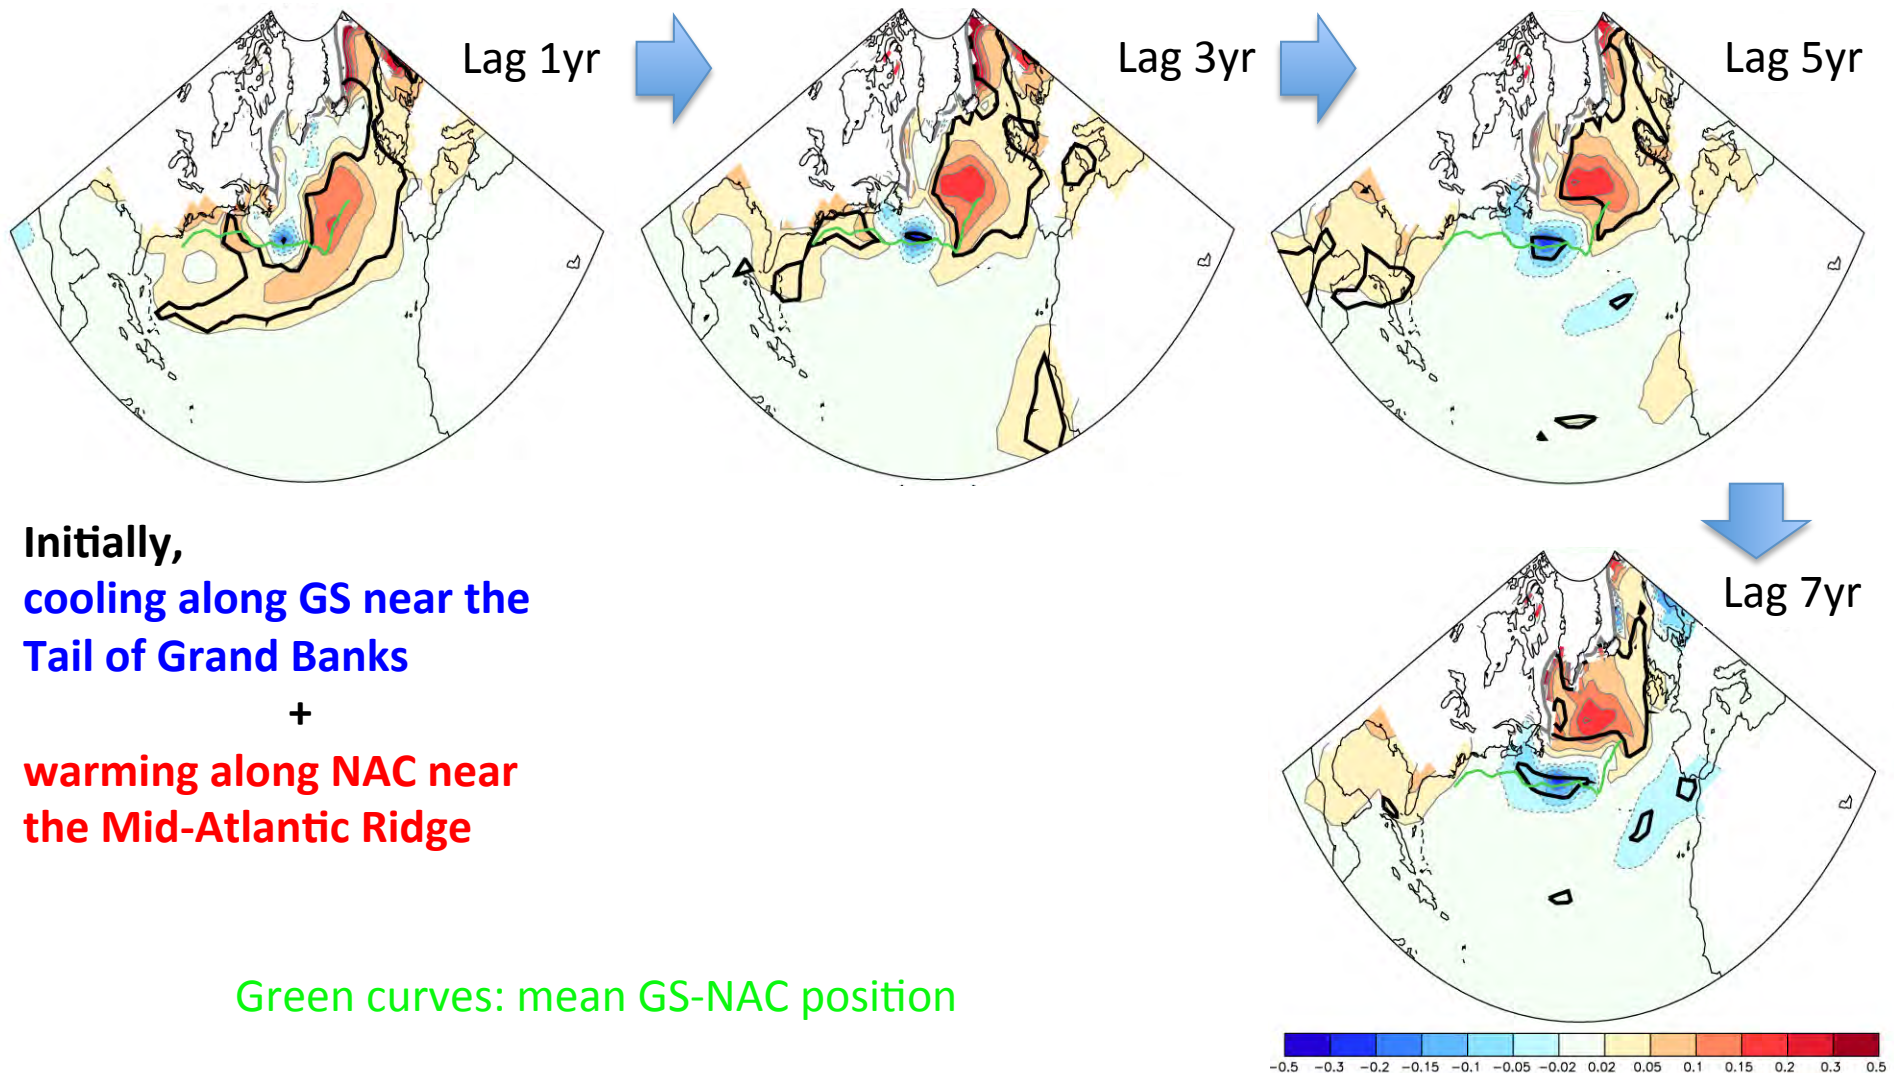 Lag 1yr
Lag 3yr
Lag 5yr
Initially,
cooling along GS near the
Tail of Grand Banks
+
warming along NAC near
the Mid-Atlantic Ridge
Lag 7yr
Green curves: mean GS-NAC position
−0.5 −0.3 −0.2 −0.15 −0.1 −0.05 −0.02 0.02 0.05 0.1 0.15 0.2 0.3 0.5